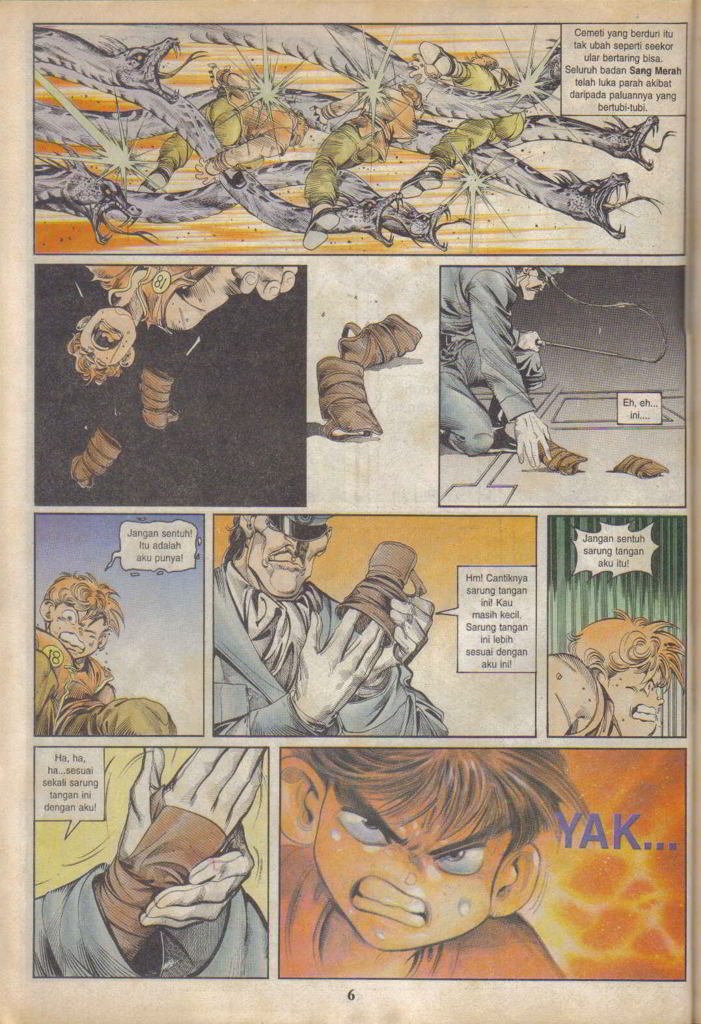 Cemeti yang berduri itu
tak ubah seperti seekor
ular bertaring bisa.
Seluruh badan Sang Merah
telah luka parah akibat
daripada paluannya yang
bertubi-tubi.
18
Eh, eh...
ini....
Jangan sentuh!
Itu adalah
aku punya!
18
Hm! Cantiknya
sarung tangan
ini! Kau
masih kecil.
Sarung tangan
ini lebih
sesuai dengan
aku ini!
Jangan sentuh
sarung tangan
aku itu!
Ha, ha,
ha...sesuai
sekali sarung
tangan ini
dengan aku!
YAK...
6